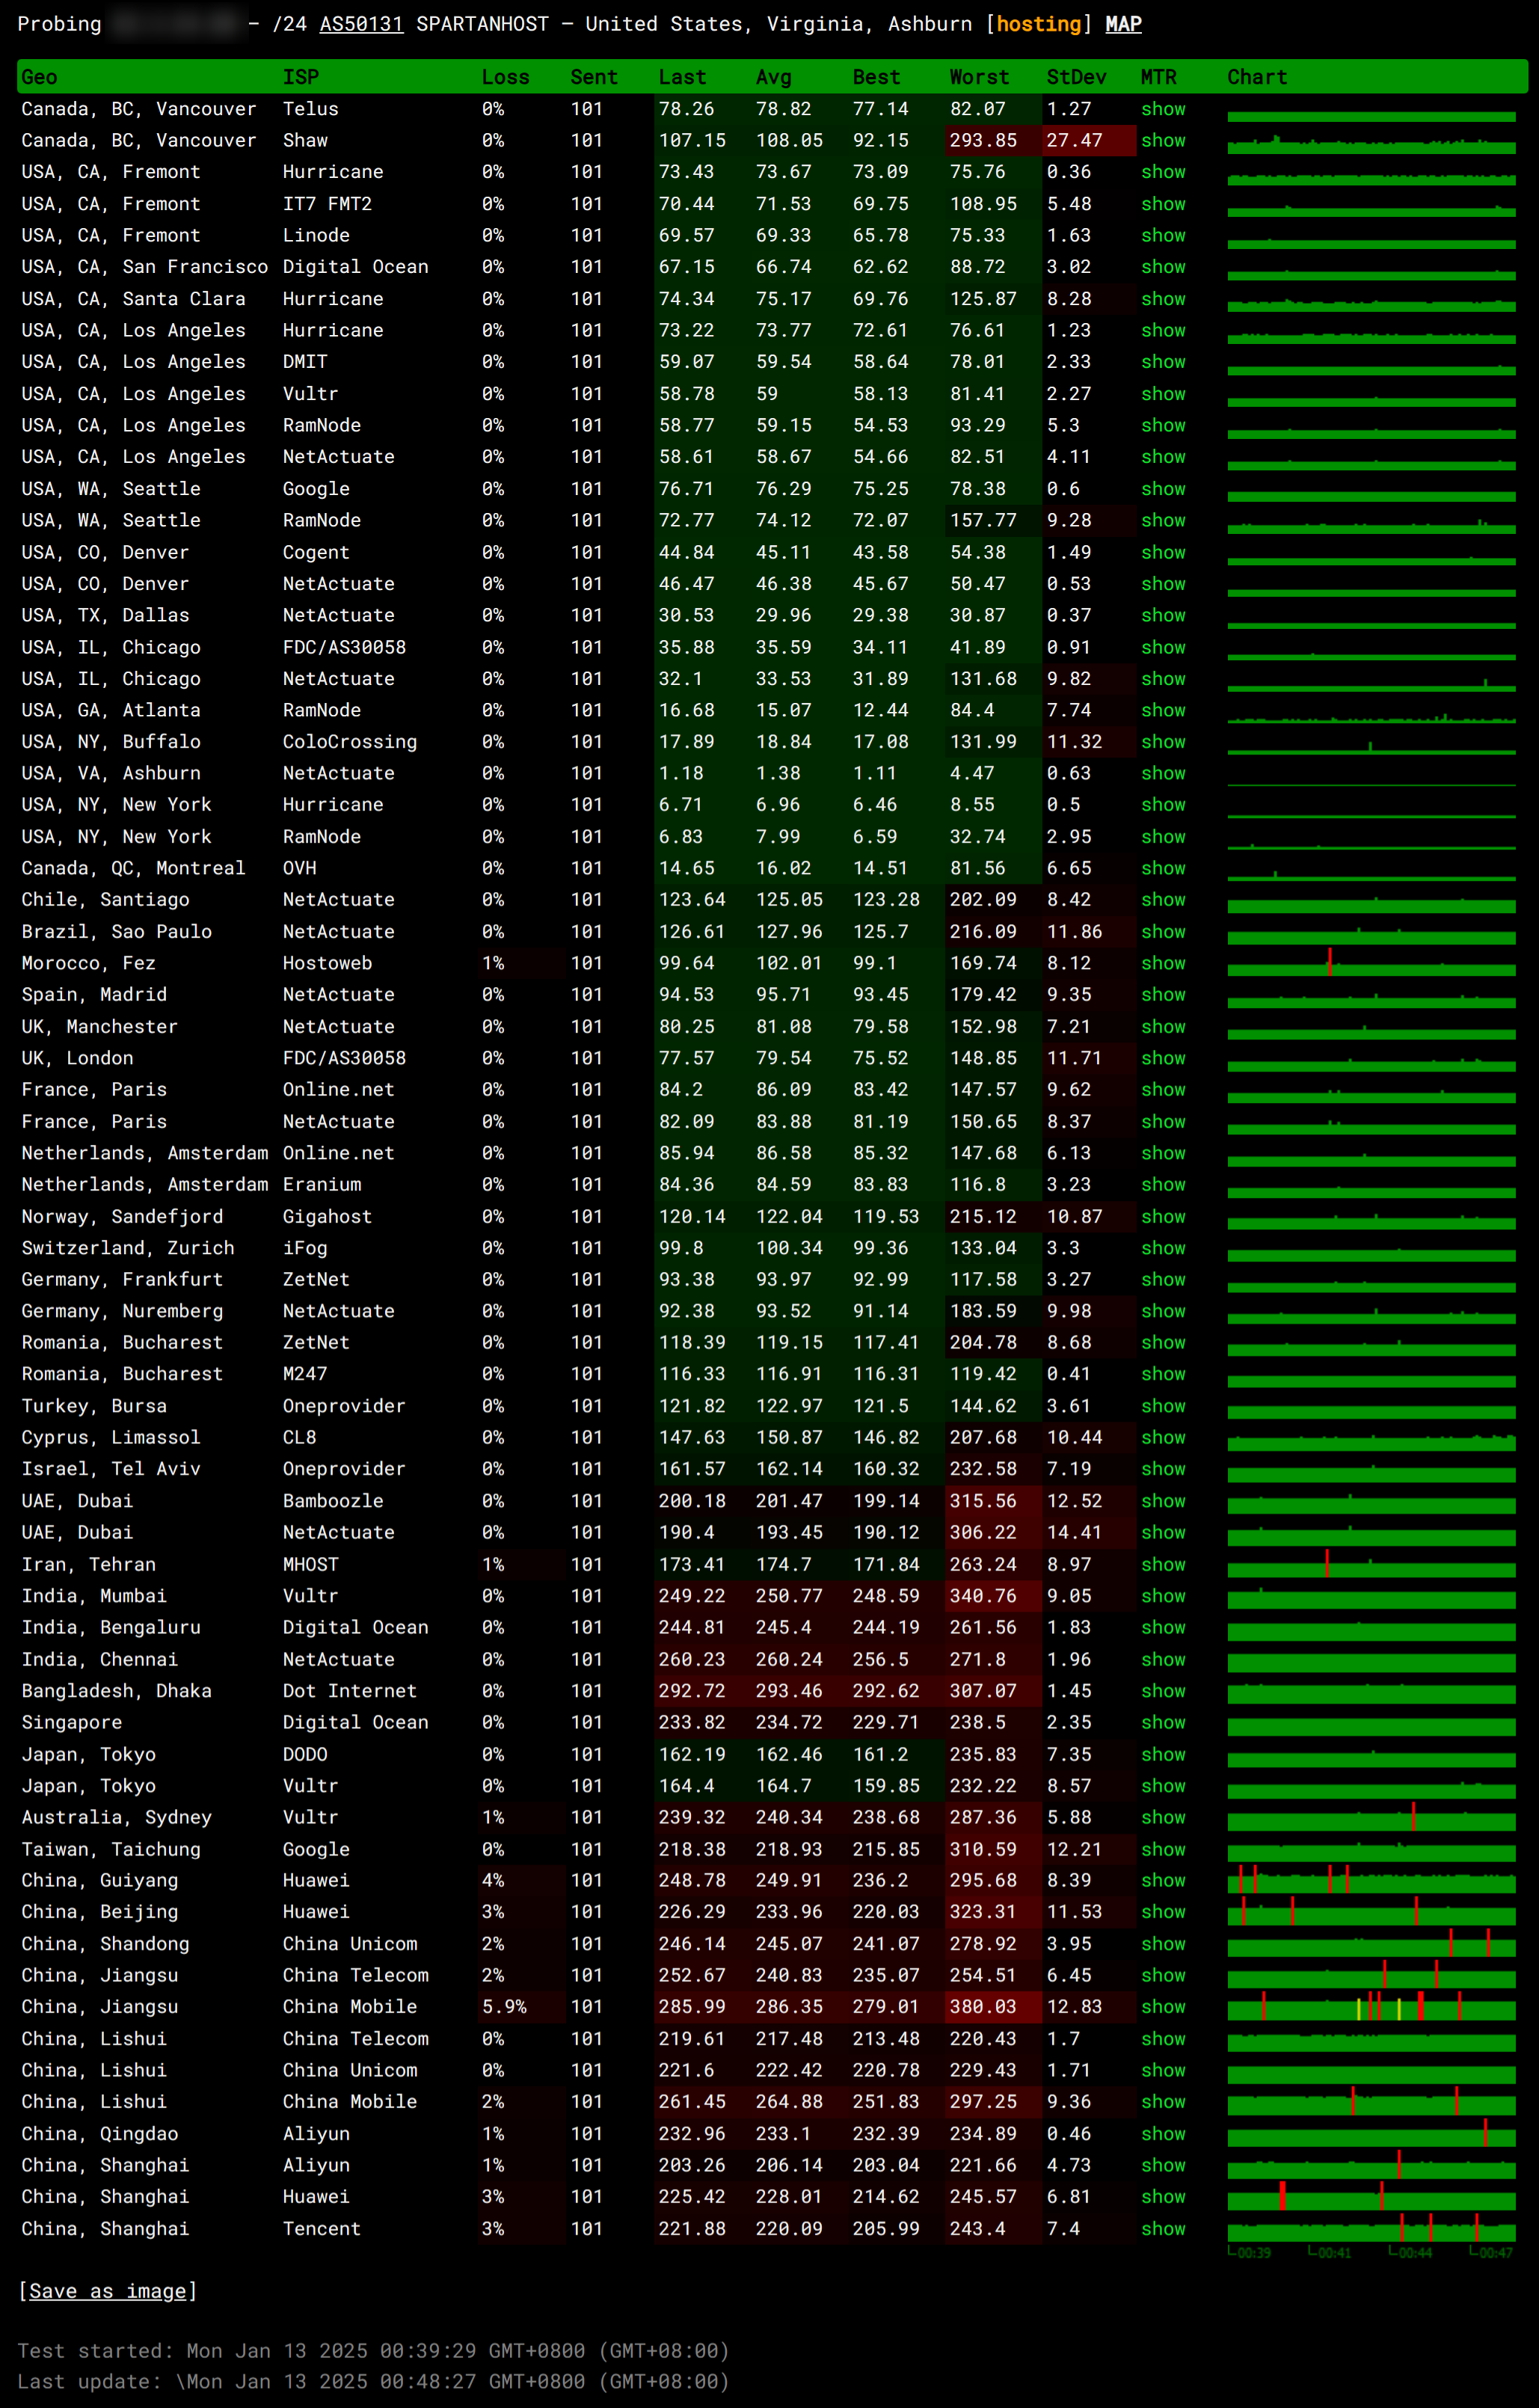 Probing – /24 AS50131 SPARTANHOST — United States, Virginia, Ashburn [hosting] MAP
Geo ISP Loss Sent Last Avg Best Worst StDev MTR Chart
Canada, BC, Vancouver Telus 0% 101 78.26 78.82 77.14 82.07 1.27 show
Canada, BC, Vancouver Shaw 0% 101 107.15 108.05 92.15 293.85 27.47 show
USA, CA, Fremont Hurricane 0% 101 73.43 73.67 73.09 75.76 0.36 show
USA, CA, Fremont IT7 FMT2 0% 101 70.44 71.53 69.75 108.95 5.48 show
USA, CA, Fremont Linode 0% 101 69.57 69.33 65.78 75.33 1.63 show
USA, CA, San Francisco Digital Ocean 0% 101 67.15 66.74 62.62 88.72 3.02 show
USA, CA, Santa Clara Hurricane 0% 101 74.34 75.17 69.76 125.87 8.28 show
USA, CA, Los Angeles Hurricane 0% 101 73.22 73.77 72.61 76.61 1.23 show
USA, CA, Los Angeles DMIT 0% 101 59.07 59.54 58.64 78.01 2.33 show
USA, CA, Los Angeles Vultr 0% 101 58.78 59 58.13 81.41 2.27 show
USA, CA, Los Angeles RamNode 0% 101 58.77 59.15 54.53 93.29 5.3 show
USA, CA, Los Angeles NetActuate 0% 101 58.61 58.67 54.66 82.51 4.11 show
USA, WA, Seattle Google 0% 101 76.71 76.29 75.25 78.38 0.6 show
USA, WA, Seattle RamNode 0% 101 72.77 74.12 72.07 157.77 9.28 show
USA, CO, Denver Cogent 0% 101 44.84 45.11 43.58 54.38 1.49 show
USA, CO, Denver NetActuate 0% 101 46.47 46.38 45.67 50.47 0.53 show
USA, TX, Dallas NetActuate 0% 101 30.53 29.96 29.38 30.87 0.37 show
USA, IL, Chicago FDC/AS30058 0% 101 35.88 35.59 34.11 41.89 0.91 show
USA, IL, Chicago NetActuate 0% 101 32.1 33.53 31.89 131.68 9.82 show
USA, GA, Atlanta RamNode 0% 101 16.68 15.07 12.44 84.4 7.74 show
USA, NY, Buffalo ColoCrossing 0% 101 17.89 18.84 17.08 131.99 11.32 show
USA, VA, Ashburn NetActuate 0% 101 1.18 1.38 1.11 4.47 0.63 show
USA, NY, New York Hurricane 0% 101 6.71 6.96 6.46 8.55 0.5 show
USA, NY, New York RamNode 0% 101 6.83 7.99 6.59 32.74 2.95 show
Canada, QC, Montreal OVH 0% 101 14.65 16.02 14.51 81.56 6.65 show
Chile, Santiago NetActuate 0% 101 123.64 125.05 123.28 202.09 8.42 show
Brazil, Sao Paulo NetActuate 0% 101 126.61 127.96 125.7 216.09 11.86 show
Morocco, Fez Hostoweb 1% 101 99.64 102.01 99.1 169.74 8.12 show
Spain, Madrid NetActuate 0% 101 94.53 95.71 93.45 179.42 9.35 show
UK, Manchester NetActuate 0% 101 80.25 81.08 79.58 152.98 7.21 show
UK, London FDC/AS30058 0% 101 77.57 79.54 75.52 148.85 11.71 show
France, Paris Online.net 0% 101 84.2 86.09 83.42 147.57 9.62 show
France, Paris NetActuate 0% 101 82.09 83.88 81.19 150.65 8.37 show
Netherlands, Amsterdam Online.net 0% 101 85.94 86.58 85.32 147.68 6.13 show
Netherlands, Amsterdam Eranium 0% 101 84.36 84.59 83.83 116.8 3.23 show
Norway, Sandefjord Gigahost 0% 101 120.14 122.04 119.53 215.12 10.87 show
Switzerland, Zurich iFog 0% 101 99.8 100.34 99.36 133.04 3.3 show
Germany, Frankfurt ZetNet 0% 101 93.38 93.97 92.99 117.58 3.27 show
Germany, Nuremberg NetActuate 0% 101 92.38 93.52 91.14 183.59 9.98 show
Romania, Bucharest ZetNet 0% 101 118.39 119.15 117.41 204.78 8.68 show
Romania, Bucharest M247 0% 101 116.33 116.91 116.31 119.42 0.41 show
Turkey, Bursa Oneprovider 0% 101 121.82 122.97 121.5 144.62 3.61 show
Cyprus, Limassol CL8 0% 101 147.63 150.87 146.82 207.68 10.44 show
Israel, Tel Aviv Oneprovider 0% 101 161.57 162.14 160.32 232.58 7.19 show
UAE, Dubai Bamboozle 0% 101 200.18 201.47 199.14 315.56 12.52 show
UAE, Dubai NetActuate 0% 101 190.4 193.45 190.12 306.22 14.41 show
Iran, Tehran MHOST 1% 101 173.41 174.7 171.84 263.24 8.97 show
India, Mumbai Vultr 0% 101 249.22 250.77 248.59 340.76 9.05 show
India, Bengaluru Digital Ocean 0% 101 244.81 245.4 244.19 261.56 1.83 show
India, Chennai NetActuate 0% 101 260.23 260.24 256.5 271.8 1.96 show
Bangladesh, Dhaka Dot Internet 0% 101 292.72 293.46 292.62 307.07 1.45 show
Singapore Digital Ocean 0% 101 233.82 234.72 229.71 238.5 2.35 show
Japan, Tokyo DODO 0% 101 162.19 162.46 161.2 235.83 7.35 show
Japan, Tokyo Vultr 0% 101 164.4 164.7 159.85 232.22 8.57 show
Australia, Sydney Vultr 1% 101 239.32 240.34 238.68 287.36 5.88 show
Taiwan, Taichung Google 0% 101 218.38 218.93 215.85 310.59 12.21 show
China, Guiyang Huawei 4% 101 248.78 249.91 236.2 295.68 8.39 show
China, Beijing Huawei 3% 101 226.29 233.96 220.03 323.31 11.53 show
China, Shandong China Unicom 2% 101 246.14 245.07 241.07 278.92 3.95 show
China, Jiangsu China Telecom 2% 101 252.67 240.83 235.07 254.51 6.45 show
China, Jiangsu China Mobile 5.9% 101 285.99 286.35 279.01 380.03 12.83 show
China, Lishui China Telecom 0% 101 219.61 217.48 213.48 220.43 1.7 show
China, Lishui China Unicom 0% 101 221.6 222.42 220.78 229.43 1.71 show
China, Lishui China Mobile 2% 101 261.45 264.88 251.83 297.25 9.36 show
China, Qingdao Aliyun 1% 101 232.96 233.1 232.39 234.89 0.46 show
China, Shanghai Aliyun 1% 101 203.26 206.14 203.04 221.66 4.73 show
China, Shanghai Huawei 3% 101 225.42 228.01 214.62 245.57 6.81 show
China, Shanghai Tencent 3% 101 221.88 220.09 205.99 243.4 7.4 show
00:39 00:41 00:44 00:47
[Save as image]
Test started: Mon Jan 13 2025 00:39:29 GMT+0800 (GMT+08:00)
Last update: \Mon Jan 13 2025 00:48:27 GMT+0800 (GMT+08:00)